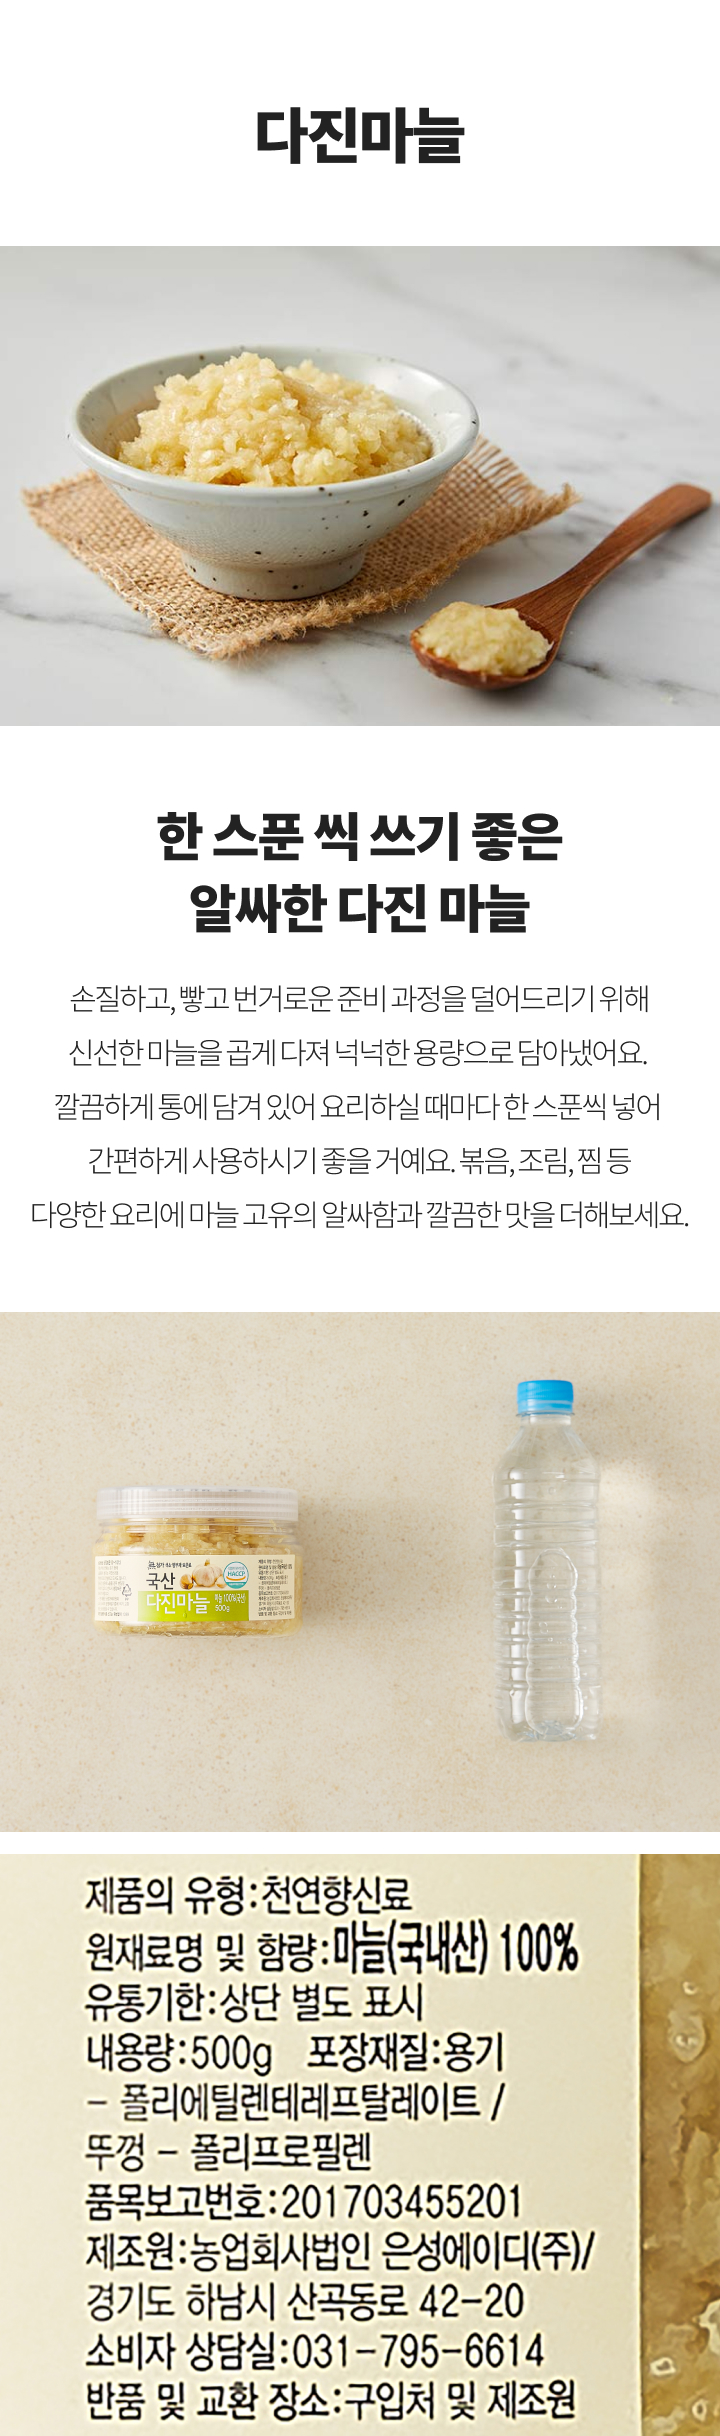 다진마늘
한 스푼 씩 쓰기 좋은
알싸한 다진 마늘
손질하고, 빻고 번거로운 준비 과정을 덜어드리기 위해
신선한 마늘을 곱게 다져 넉넉한 용량으로 담아냈어요.
깔끔하게 통에 담겨 있어 요리하실 때마다 한 스푼씩 넣어
간편하게 사용하시기 좋을 거예요. 볶음, 조림, 찜 등
다양한 요리에 마늘 고유의 알싸함과 깔끔한 맛을 더해보세요.
국산
HACCP
다진마늘
마늘 100%(국산)
500g
제품의 유형:천연향신료
원재료명 및 함량:마늘(국내산) 100%
유통기한:상단 별도 표시
내용량:500g 포장재질:용기
- 폴리에틸렌테레프탈레이트 /
뚜껑 - 폴리프로필렌
품목보고번호:201703455201
제조원:농업회사법인 은성에이디(주)/
경기도 하남시 산곡동로 42-20
소비자 상담실:031-795-6614
반품 및 교환 장소:구입처 및 제조원